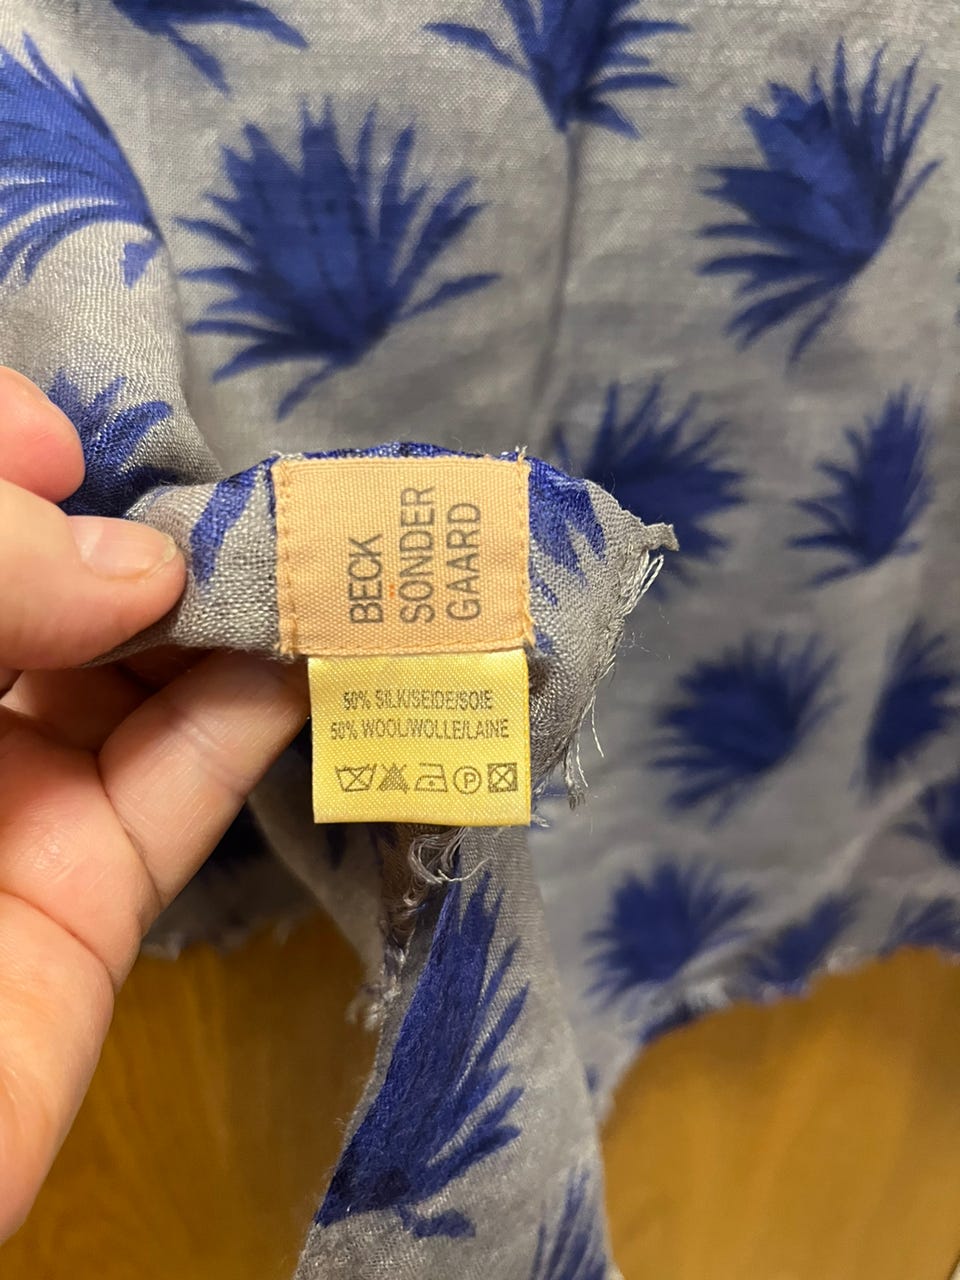 BECK
SONDER
GAARD
50% SILK/SEIDE/SOIE
50% WOOL/WOLLE/LAINE
P